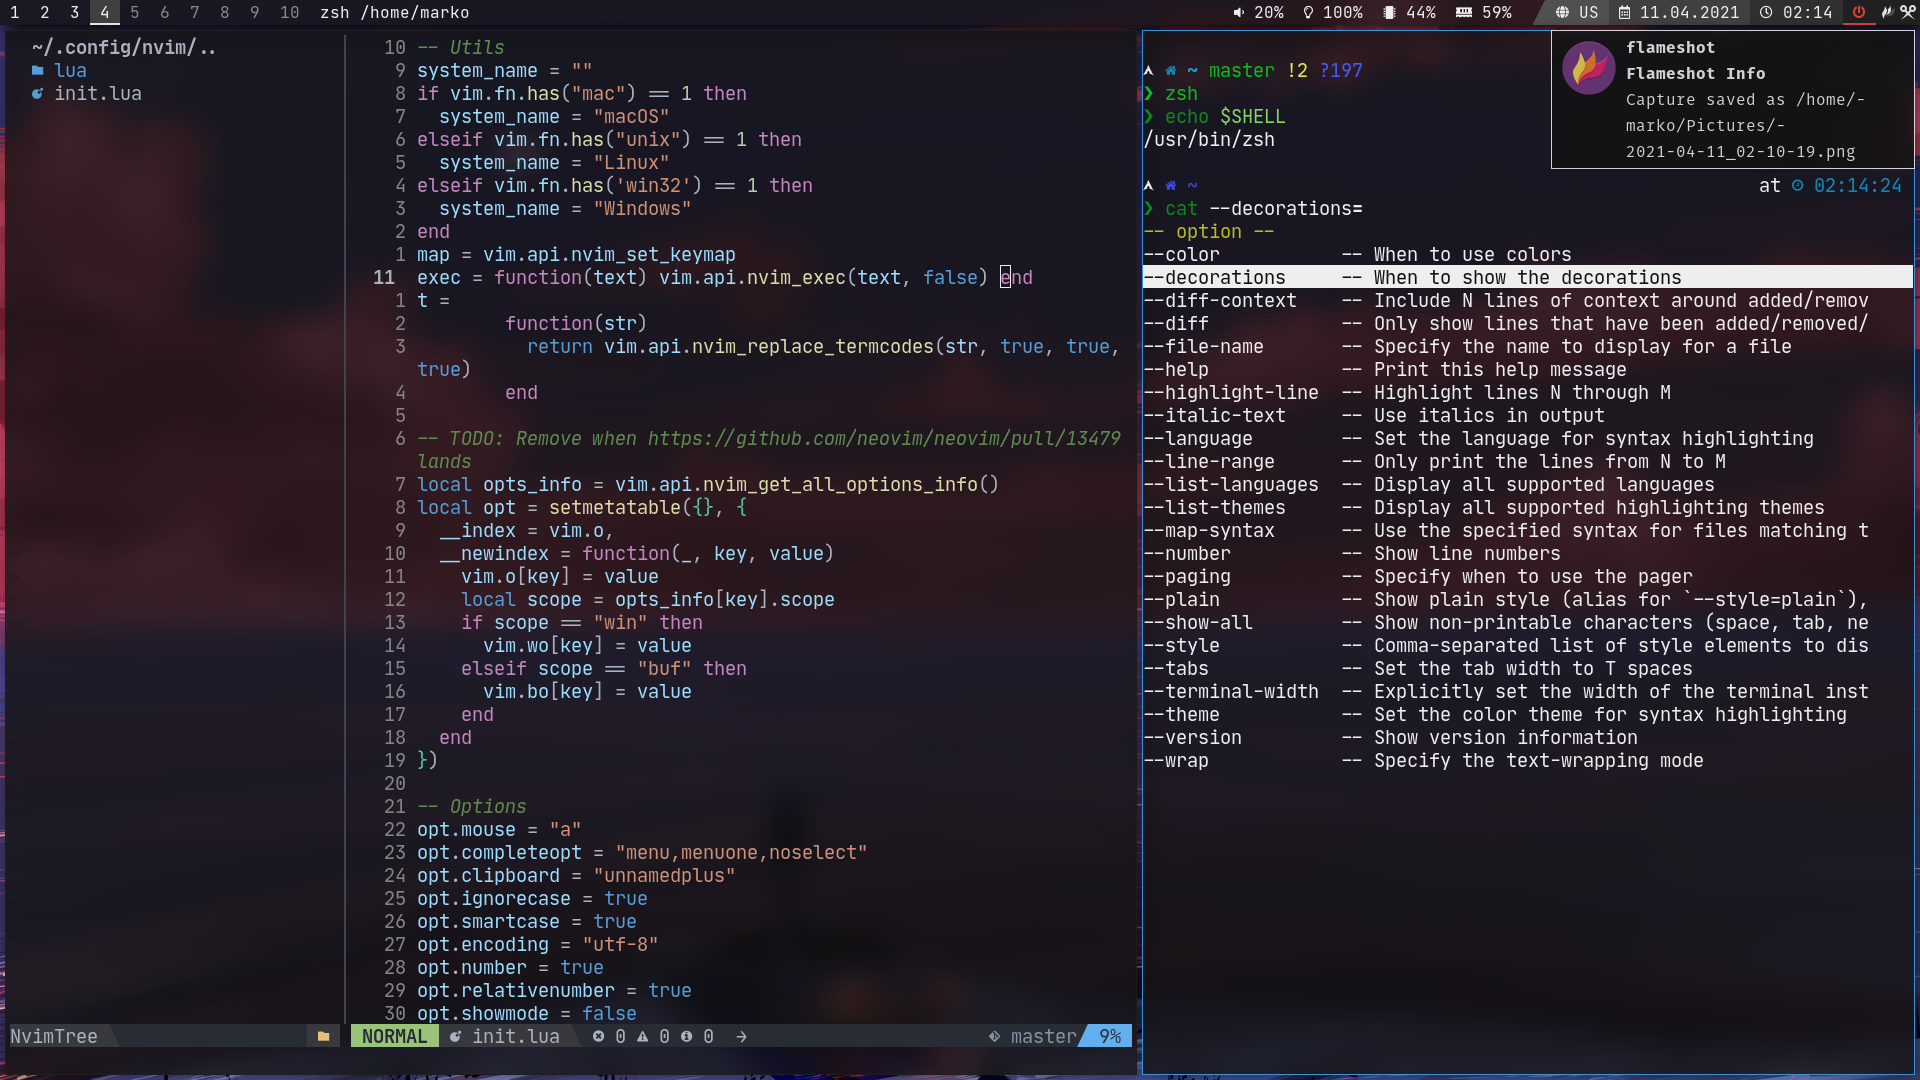 1 2 3 4 5 6 7 8 9 10 zsh /home/marko
20% 100% 44% 59% US 11.04.2021 02:14
~/.config/nvim/..
lua
init.lua
10 -- Utils
9 system_name = ""
8 if vim.fn.has("mac") == 1 then
7 system_name = "macOS"
6 elseif vim.fn.has("unix") == 1 then
5 system_name = "Linux"
4 elseif vim.fn.has('win32') == 1 then
3 system_name = "Windows"
2 end
1 map = vim.api.nvim_set_keymap
11 exec = function(text) vim.api.nvim_exec(text, false) end
1 t =
2 function(str)
3 return vim.api.nvim_replace_termcodes(str, true, true,
true)
4 end
5
6 -- TODO: Remove when https://github.com/neovim/neovim/pull/13479
lands
7 local opts_info = vim.api.nvim_get_all_options_info()
8 local opt = setmetatable({}, {
9 __index = vim.o,
10 __newindex = function(_, key, value)
11 vim.o[key] = value
12 local scope = opts_info[key].scope
13 if scope == "win" then
14 vim.wo[key] = value
15 elseif scope == "buf" then
16 vim.bo[key] = value
17 end
18 end
19 })
20
21 -- Options
22 opt.mouse = "a"
23 opt.completeopt = "menu,menuone,noselect"
24 opt.clipboard = "unnamedplus"
25 opt.ignorecase = true
26 opt.smartcase = true
27 opt.encoding = "utf-8"
28 opt.number = true
29 opt.relativenumber = true
30 opt.showmode = false
NvimTree
NORMAL init.lua 0 0 0 → master 9%
~ master !2 ?197
❯ zsh
❯ echo $SHELL
/usr/bin/zsh
~ at 02:14:24
❯ cat --decorations=
-- option --
--color -- When to use colors
--decorations -- When to show the decorations
--diff-context -- Include N lines of context around added/remov
--diff -- Only show lines that have been added/removed/
--file-name -- Specify the name to display for a file
--help -- Print this help message
--highlight-line -- Highlight lines N through M
--italic-text -- Use italics in output
--language -- Set the language for syntax highlighting
--line-range -- Only print the lines from N to M
--list-languages -- Display all supported languages
--list-themes -- Display all supported highlighting themes
--map-syntax -- Use the specified syntax for files matching t
--number -- Show line numbers
--paging -- Specify when to use the pager
--plain -- Show plain style (alias for `--style=plain`),
--show-all -- Show non-printable characters (space, tab, ne
--style -- Comma-separated list of style elements to dis
--tabs -- Set the tab width to T spaces
--terminal-width -- Explicitly set the width of the terminal inst
--theme -- Set the color theme for syntax highlighting
--version -- Show version information
--wrap -- Specify the text-wrapping mode
flameshot
Flameshot Info
Capture saved as /home/-
marko/Pictures/-
2021-04-11_02-10-19.png